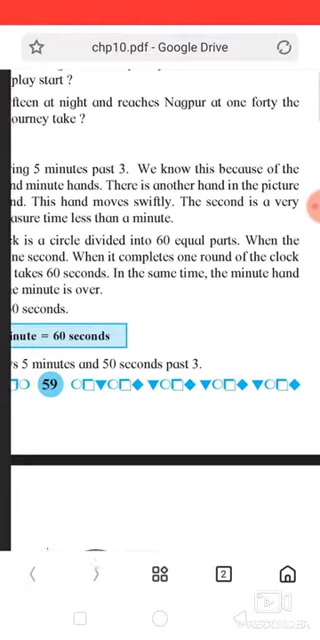 chp10.pdf - Google Drive
play start ?
fteen at night and reaches Nagpur at one forty the
ourney take ?
ing 5 minutes past 3. We know this because of the
nd minute hands. There is another hand in the picture
nd. This hand moves swiftly. The second is a very
asure time less than a minute.
k is a circle divided into 60 equal parts. When the
ne second. When it completes one round of the clock
takes 60 seconds. In the same time, the minute hand
e minute is over.
0 seconds.
inute = 60 seconds
s 5 minutes and 50 seconds past 3.
59
2
RECORDER